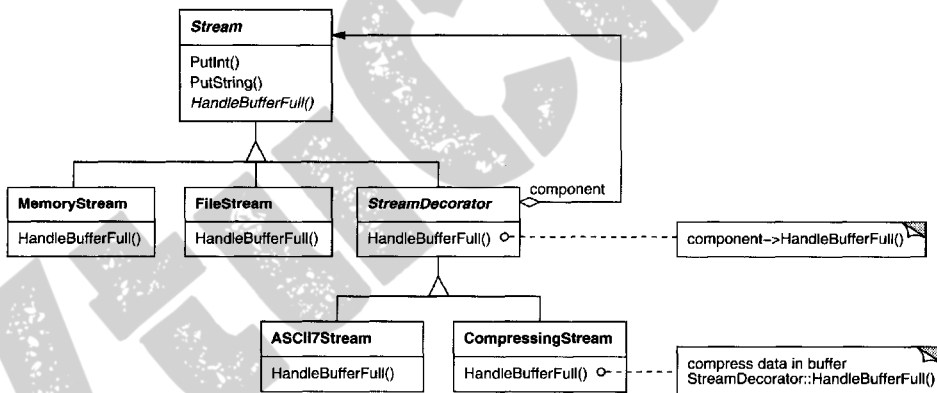 Stream
PutInt()
PutString()
HandleBufferFull()
component
MemoryStream
HandleBufferFull()
FileStream
HandleBufferFull()
StreamDecorator
HandleBufferFull()
component->HandleBufferFull()
ASCII7Stream
HandleBufferFull()
CompressingStream
HandleBufferFull()
compress data in buffer
StreamDecorator::HandleBufferFull()